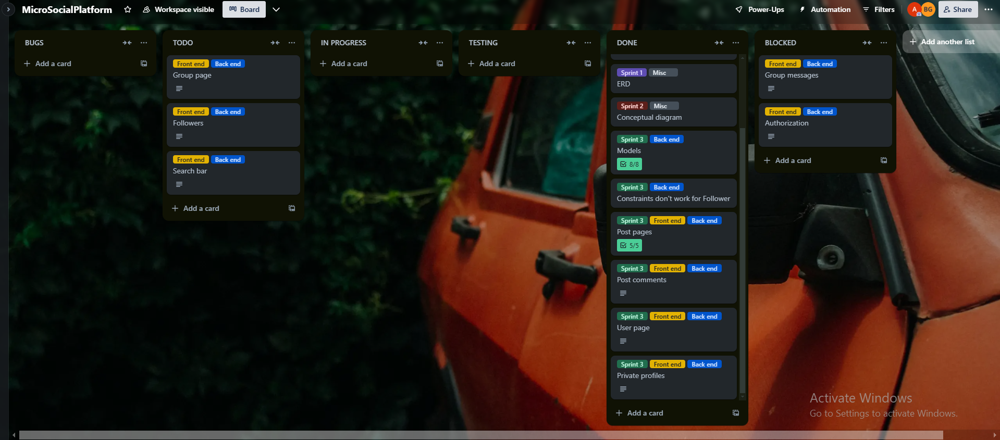 MicroSocialPlatform
Workspace visible
Board
Power-Ups
Automation
Filters
A
BG
Share
BUGS
Add a card
TODO
Front end Back end
Group page
Front end Back end
Followers
Front end Back end
Search bar
Add a card
IN PROGRESS
Add a card
TESTING
Add a card
DONE
Sprint 1 Misc
ERD
Sprint 2 Misc
Conceptual diagram
Sprint 3 Back end
Models
8/8
Sprint 3 Back end
Constraints don't work for Follower
Sprint 3 Front end Back end
Post pages
5/5
Sprint 3 Front end Back end
Post comments
Sprint 3 Front end Back end
User page
Sprint 3 Front end Back end
Private profiles
Add a card
BLOCKED
Front end Back end
Group messages
Front end Back end
Authorization
Add a card
Add another list
Activate Windows
Go to Settings to activate Windows.